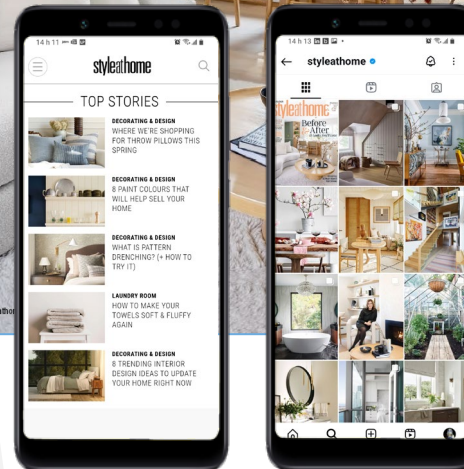 14 h 11
styleathome
TOP STORIES
DECORATING & DESIGN
WHERE WE'RE SHOPPING
FOR THROW PILLOWS THIS
SPRING
DECORATING & DESIGN
8 PAINT COLOURS THAT
WILL HELP SELL YOUR
HOME
DECORATING & DESIGN
WHAT IS PATTERN
DRENCHING? (+ HOW TO
TRY IT)
LAUNDRY ROOM
HOW TO MAKE YOUR
TOWELS SOFT & FLUFFY
AGAIN
DECORATING & DESIGN
8 TRENDING INTERIOR
DESIGN IDEAS TO UPDATE
YOUR HOME RIGHT NOW
14 h 13
styleathome
styleathome
Before
After